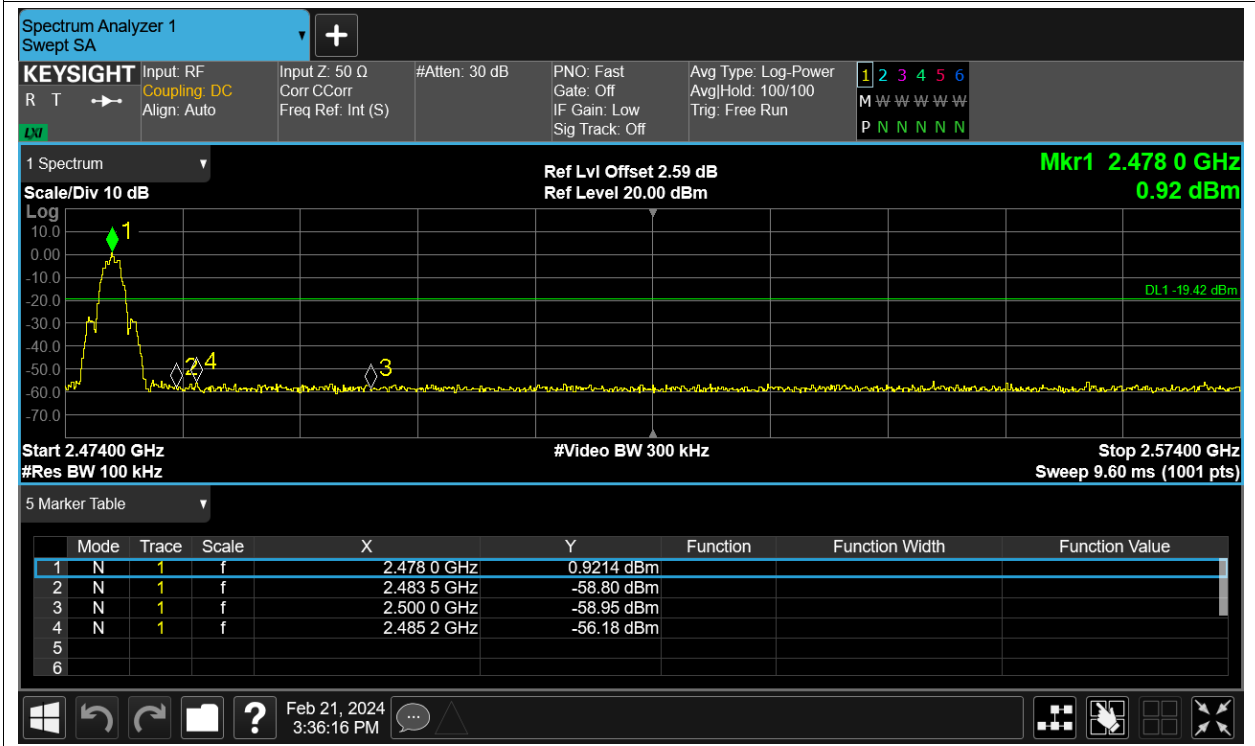 Spectrum Analyzer 1
Swept SA
KEYSIGHT
R T
LXI
Input: RF
Coupling: DC
Align: Auto
Input Z: 50 Ω
Corr CCorr
Freq Ref: Int (S)
#Atten: 30 dB
PNO: Fast
Gate: Off
IF Gain: Low
Sig Track: Off
Avg Type: Log-Power
Avg|Hold: 100/100
Trig: Free Run
1 2 3 4 5 6
M W W W W W
P N N N N N
1 Spectrum
Scale/Div 10 dB
Ref Lvl Offset 2.59 dB
Ref Level 20.00 dBm
Mkr1 2.478 0 GHz
0.92 dBm
Log
10.0
0.00
-10.0
-20.0
-30.0
-40.0
-50.0
-60.0
-70.0
1
2
4
3
DL1 -19.42 dBm
Start 2.47400 GHz
#Res BW 100 kHz
#Video BW 300 kHz
Stop 2.57400 GHz
Sweep 9.60 ms (1001 pts)
5 Marker Table
Mode Trace Scale X Y Function Function Width Function Value
1 N 1 f 2.478 0 GHz 0.9214 dBm
2 N 1 f 2.483 5 GHz -58.80 dBm
3 N 1 f 2.500 0 GHz -58.95 dBm
4 N 1 f 2.485 2 GHz -56.18 dBm
5
6
?
Feb 21, 2024
3:36:16 PM